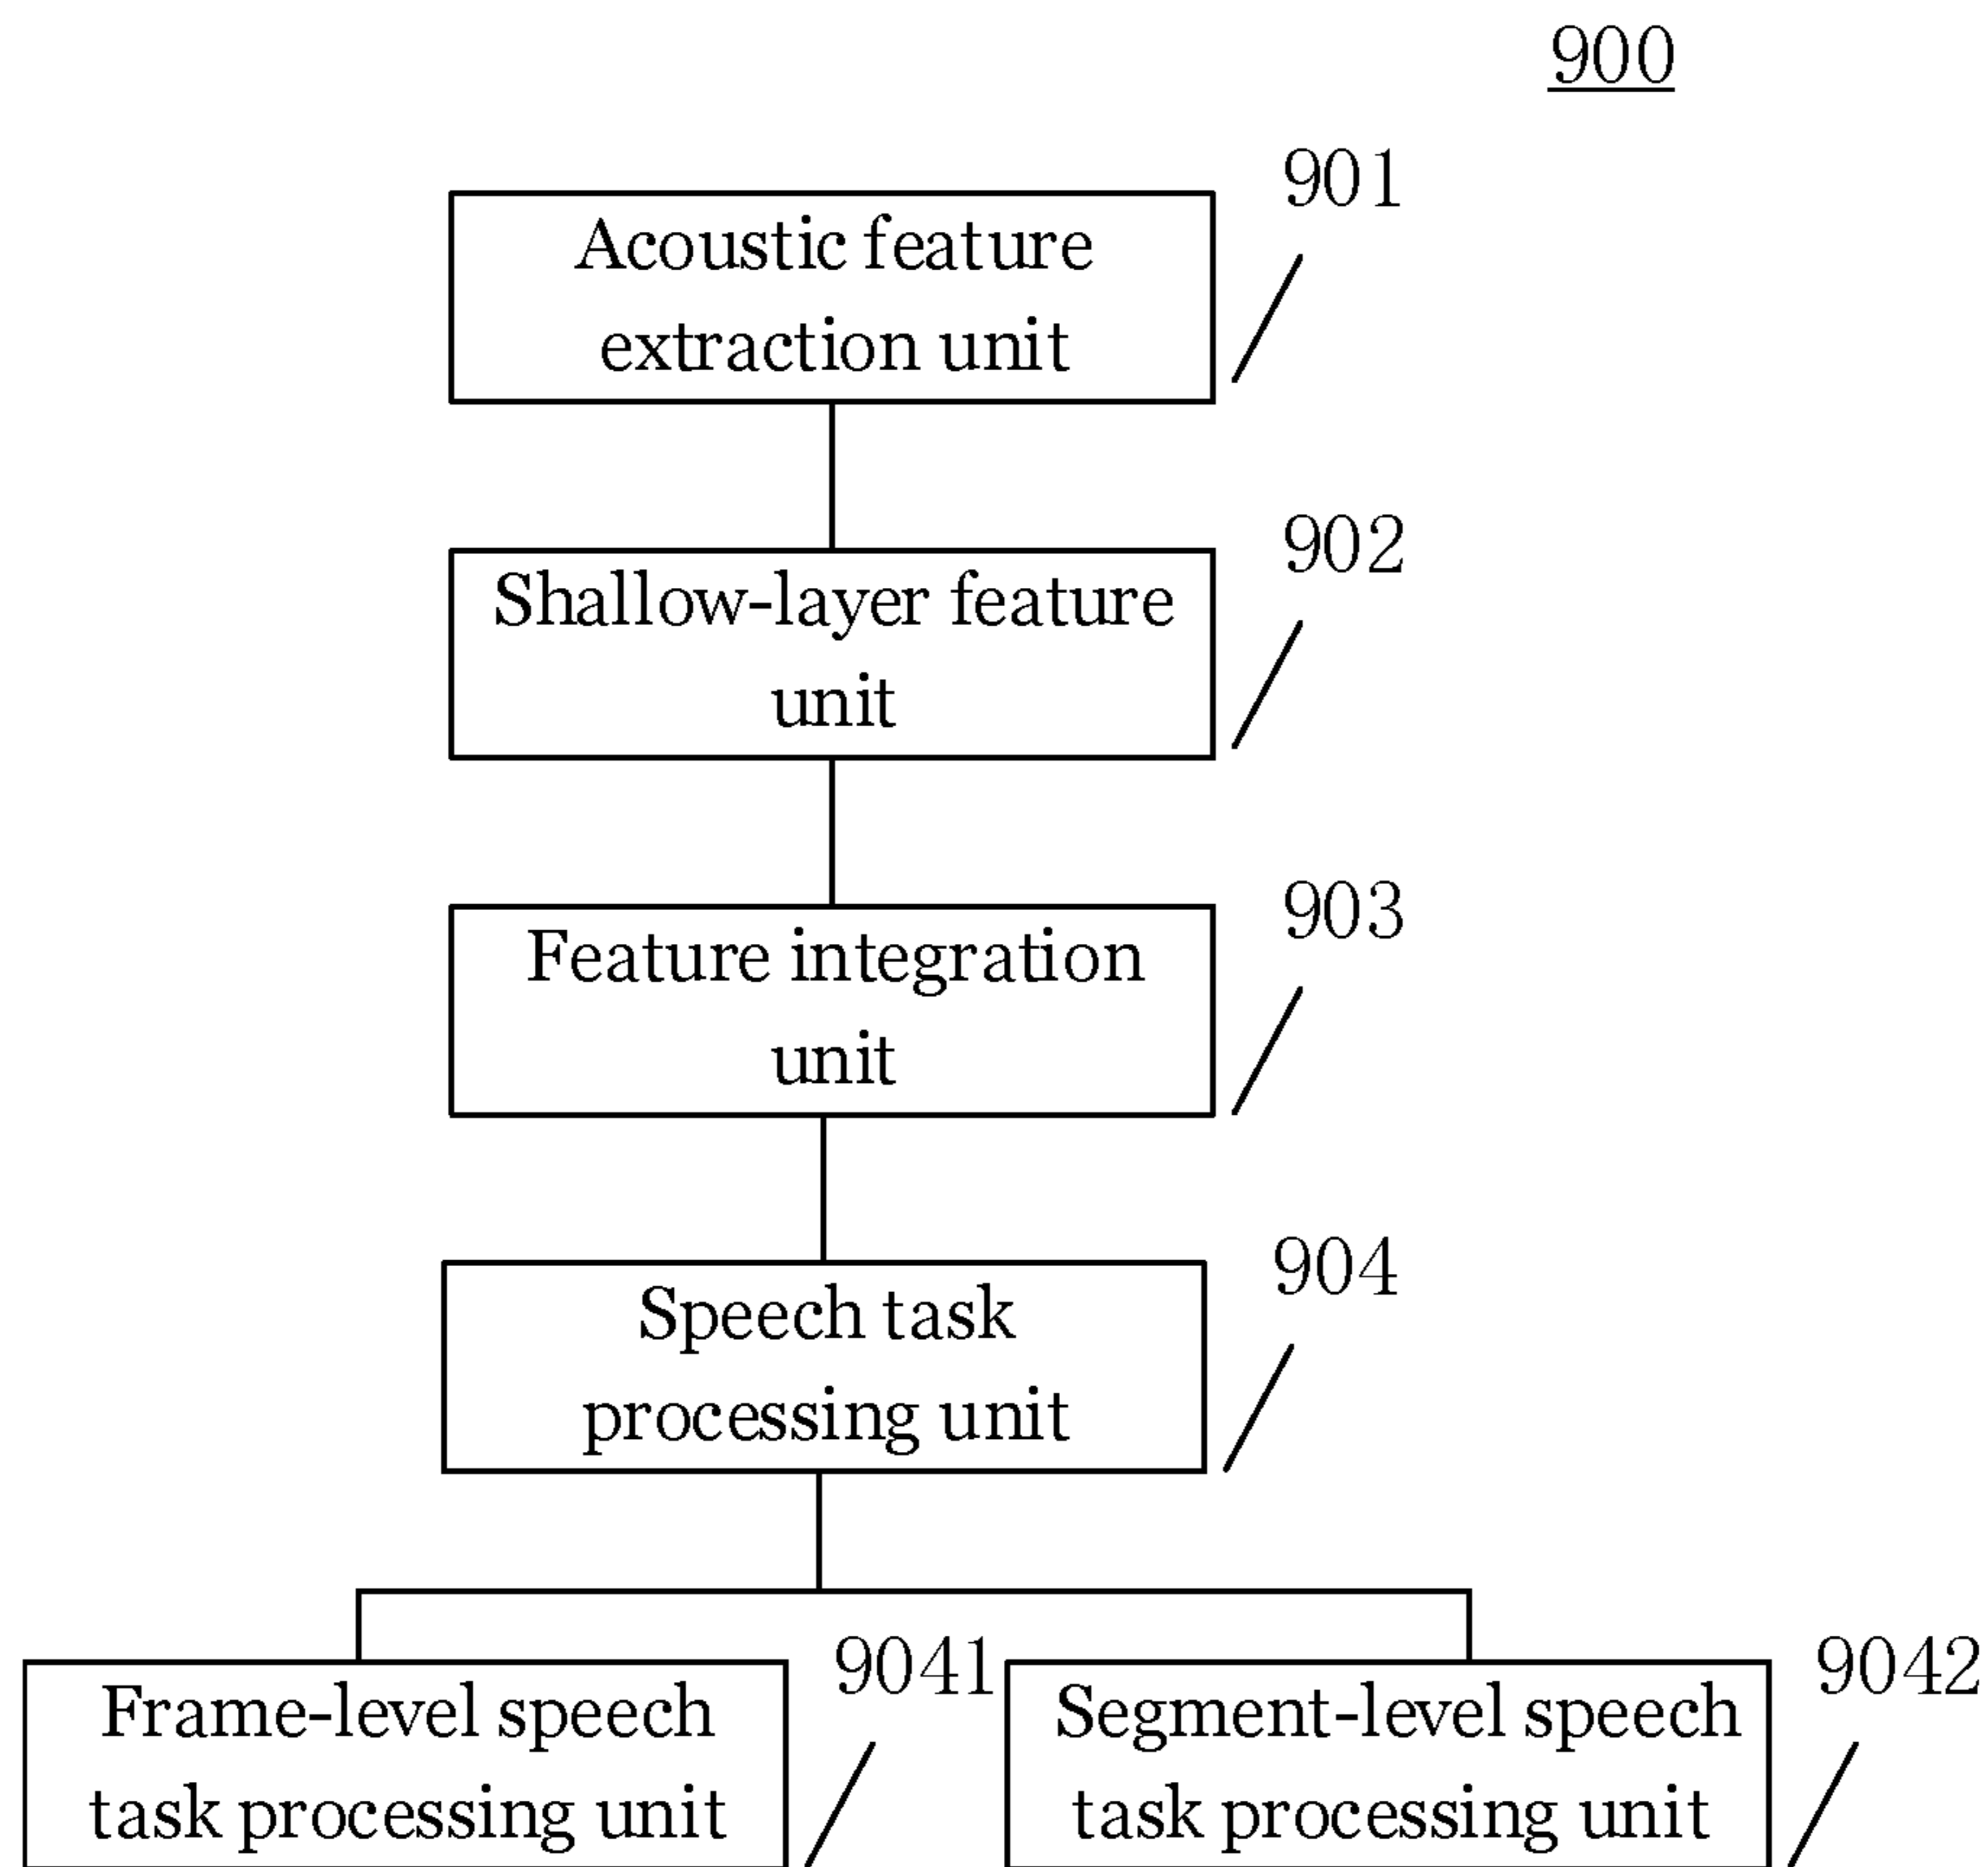 900
901
Acoustic feature
extraction unit
902
Shallow-layer feature
unit
903
Feature integration
unit
904
Speech task
processing unit
9041
Frame-level speech
task processing unit
9042
Segment-level speech
task processing unit